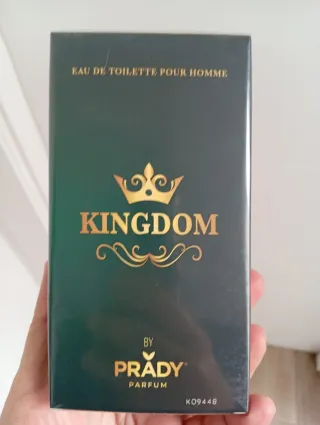 EAU DE TOILETTE POUR HOMME
KINGDOM
BY
PRADY
PARFUM
K09448